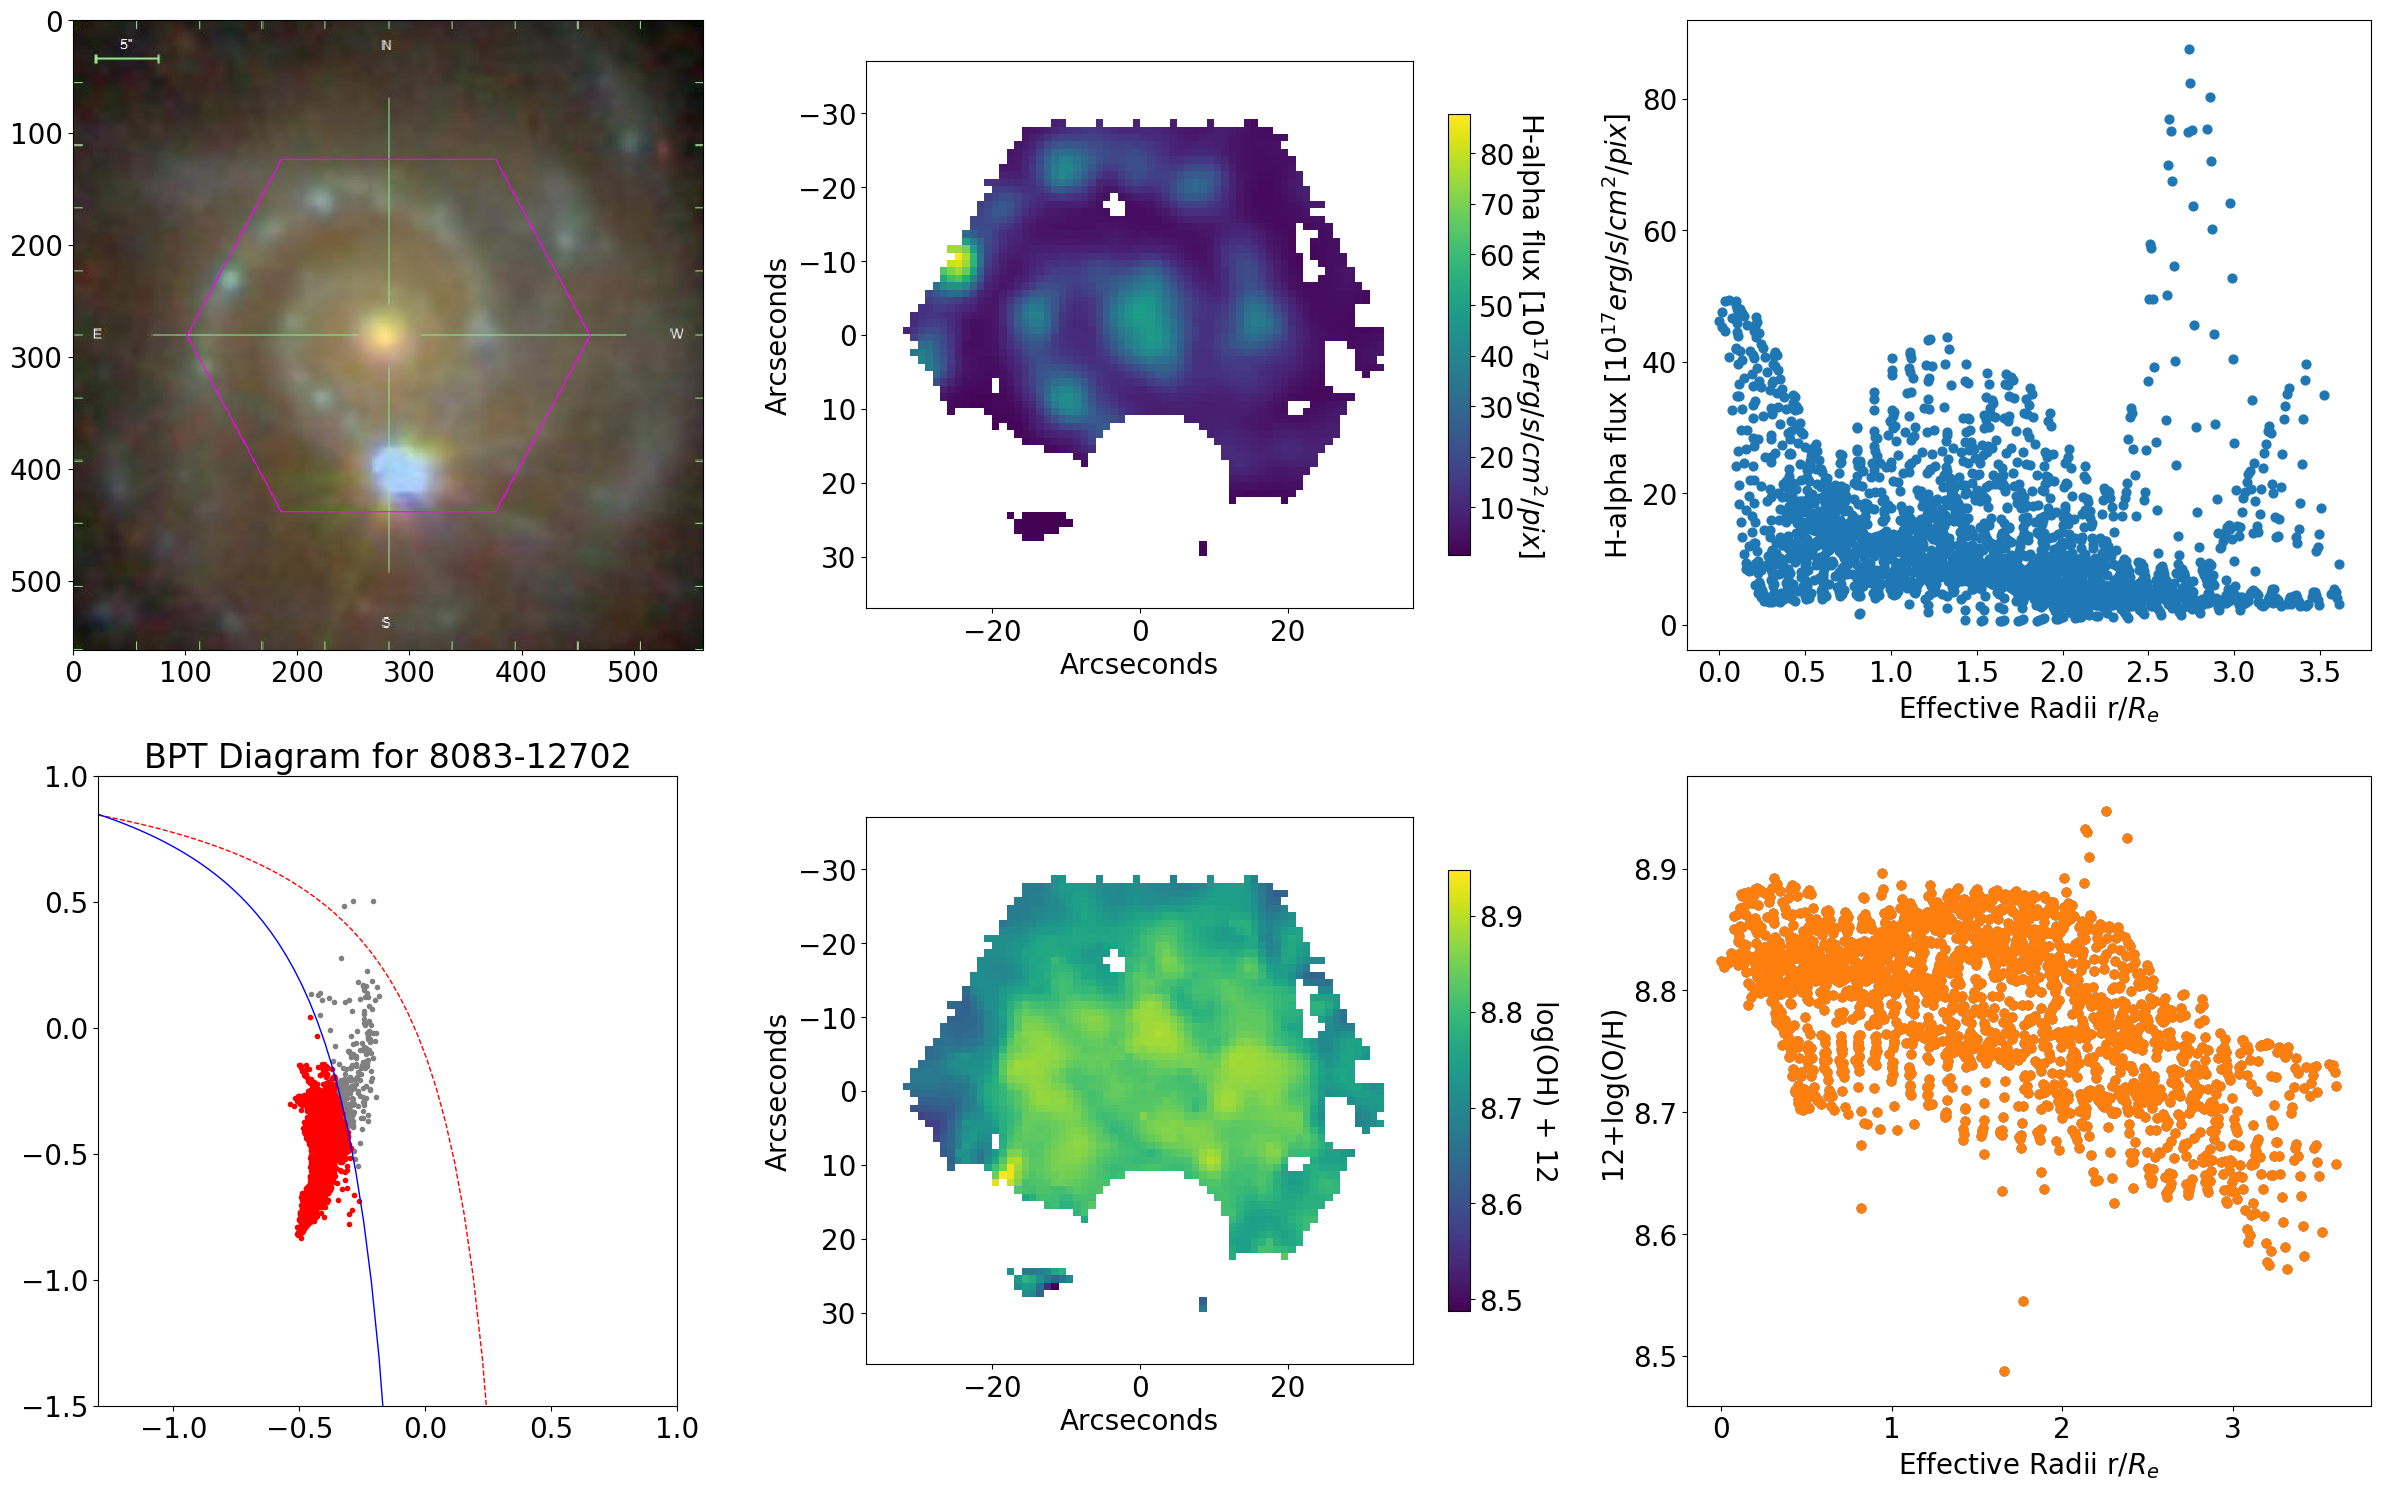 0
100
200
300
400
500
0 100 200 300 400 500
5"
N
E
W
S
−30
−20
−10
0
10
20
30
−20 0 20
Arcseconds
Arcseconds
80
70
60
50
40
30
20
10
H-alpha flux [10^17 erg/s/cm^2/pix]
H-alpha flux [10^17 erg/s/cm^2/pix]
80
60
40
20
0
0.0 0.5 1.0 1.5 2.0 2.5 3.0 3.5
Effective Radii r/R_e
BPT Diagram for 8083-12702
1.0
0.5
0.0
−0.5
−1.0
−1.5
−1.0 −0.5 0.0 0.5 1.0
−30
−20
−10
0
10
20
30
−20 0 20
Arcseconds
Arcseconds
8.9
8.8
8.7
8.6
8.5
log(OH) + 12
12+log(O/H)
8.9
8.8
8.7
8.6
8.5
0 1 2 3
Effective Radii r/R_e